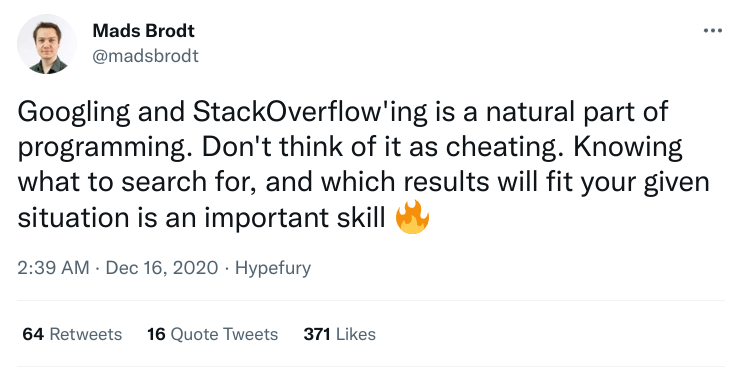 Mads Brodt
@madsbrodt
Googling and StackOverflow'ing is a natural part of
programming. Don't think of it as cheating. Knowing
what to search for, and which results will fit your given
situation is an important skill 🔥
2:39 AM · Dec 16, 2020 · Hypefury
64 Retweets 16 Quote Tweets 371 Likes